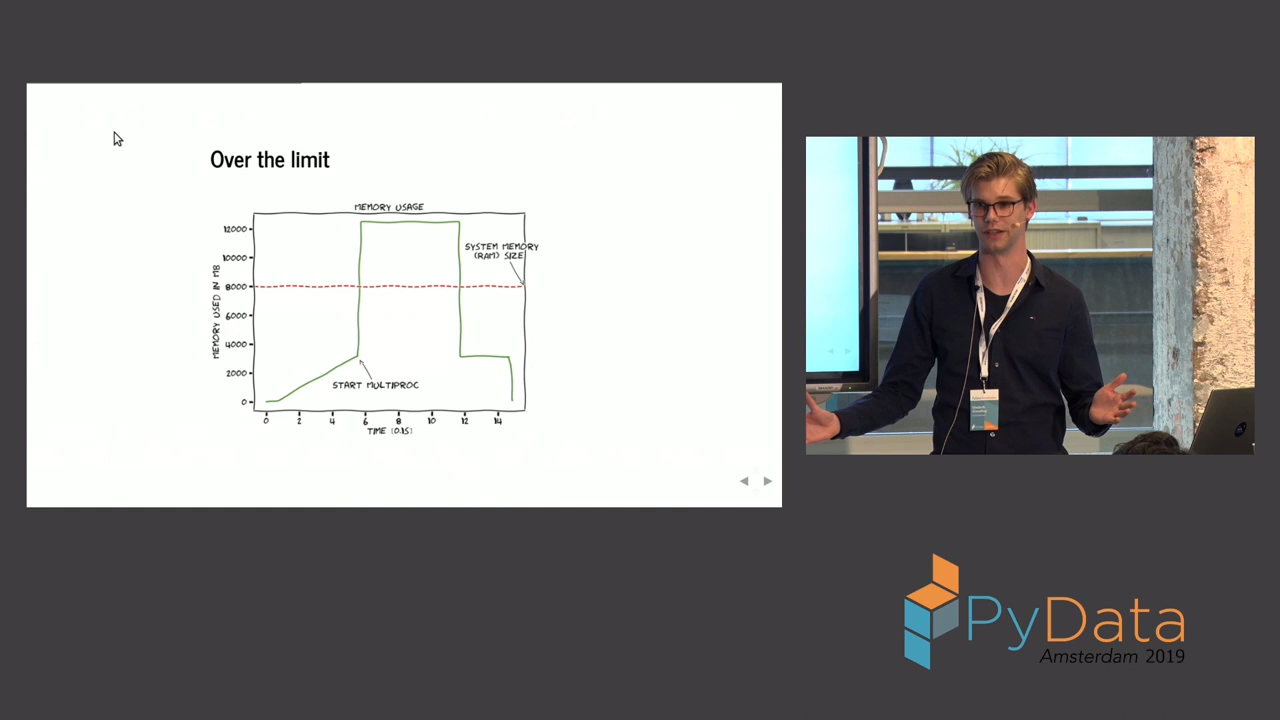 Over the limit
MEMORY USAGE
12000
10000
8000
6000
4000
2000
0
MEMORY USED IN MB
SYSTEM MEMORY
(RAM) SIZE
START MULTIPROC
0 2 4 6 8 10 12 14
TIME (0.1S)
PyData
Amsterdam 2019